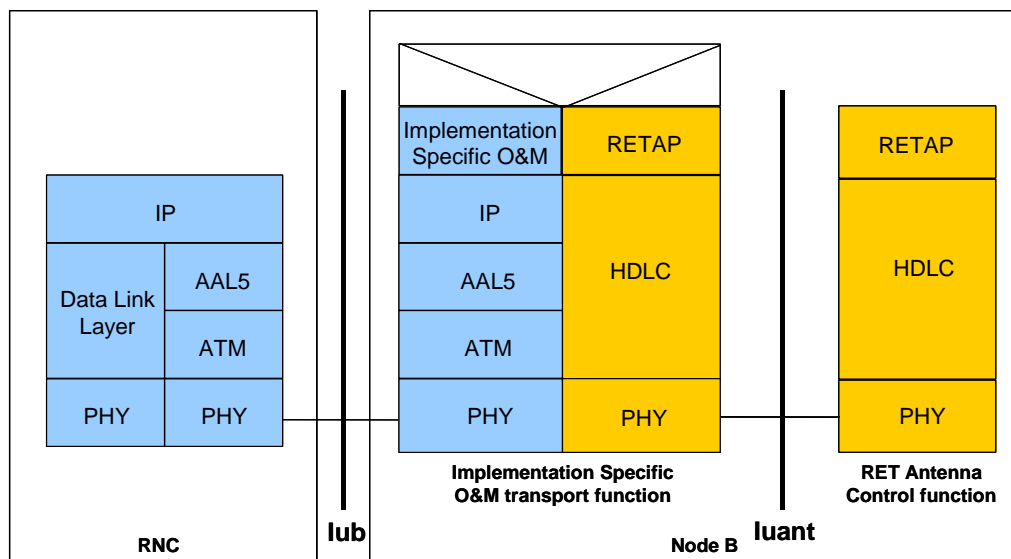 IP
Data Link
Layer
AAL5
ATM
PHY
PHY
RNC
Iub
Implementation
Specific O&M
RETAP
IP
AAL5
ATM
HDLC
PHY
PHY
Implementation Specific
O&M transport function
Iuant
Node B
RETAP
HDLC
PHY
RET Antenna
Control function